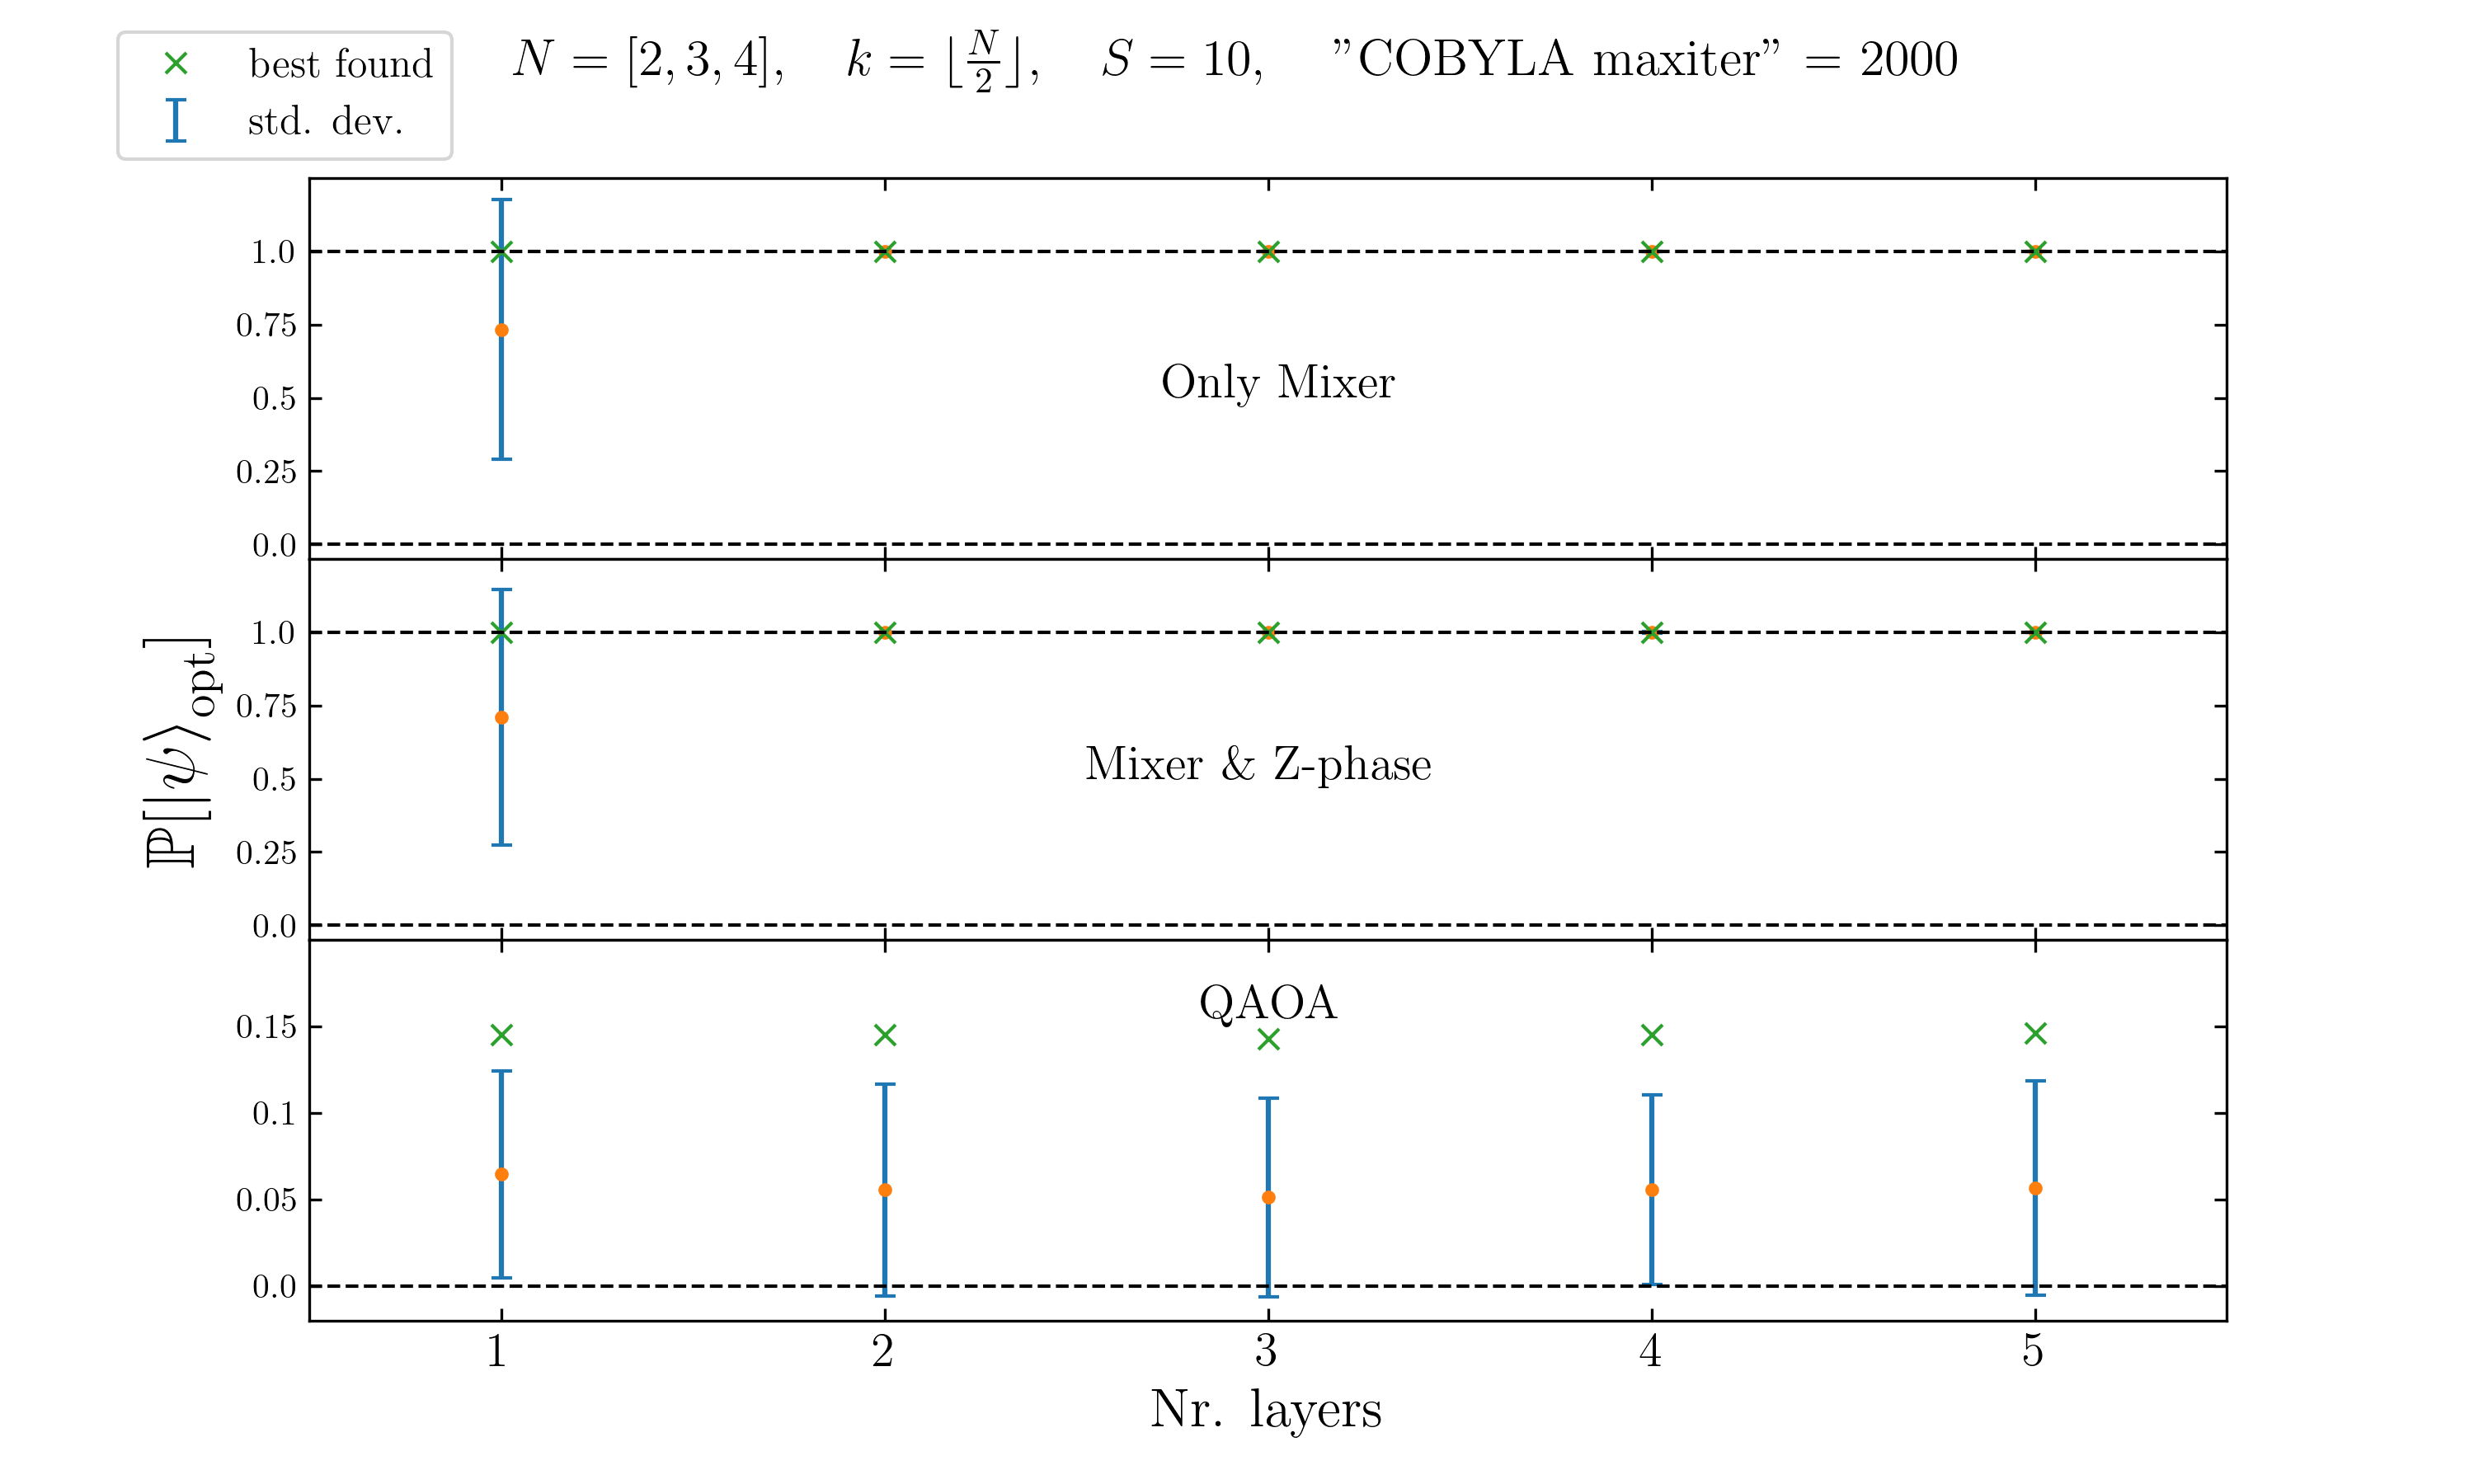 best found
std. dev.
N = [2, 3, 4],   k = ⌊N/2⌋,   S = 10,   "COBYLA maxiter" = 2000
1.0
0.75
0.5
0.25
0.0
Only Mixer
1.0
0.75
0.5
0.25
0.0
Mixer & Z-phase
ℙ[|ψ⟩opt]
0.15
0.1
0.05
0.0
QAOA
1 2 3 4 5
Nr. layers